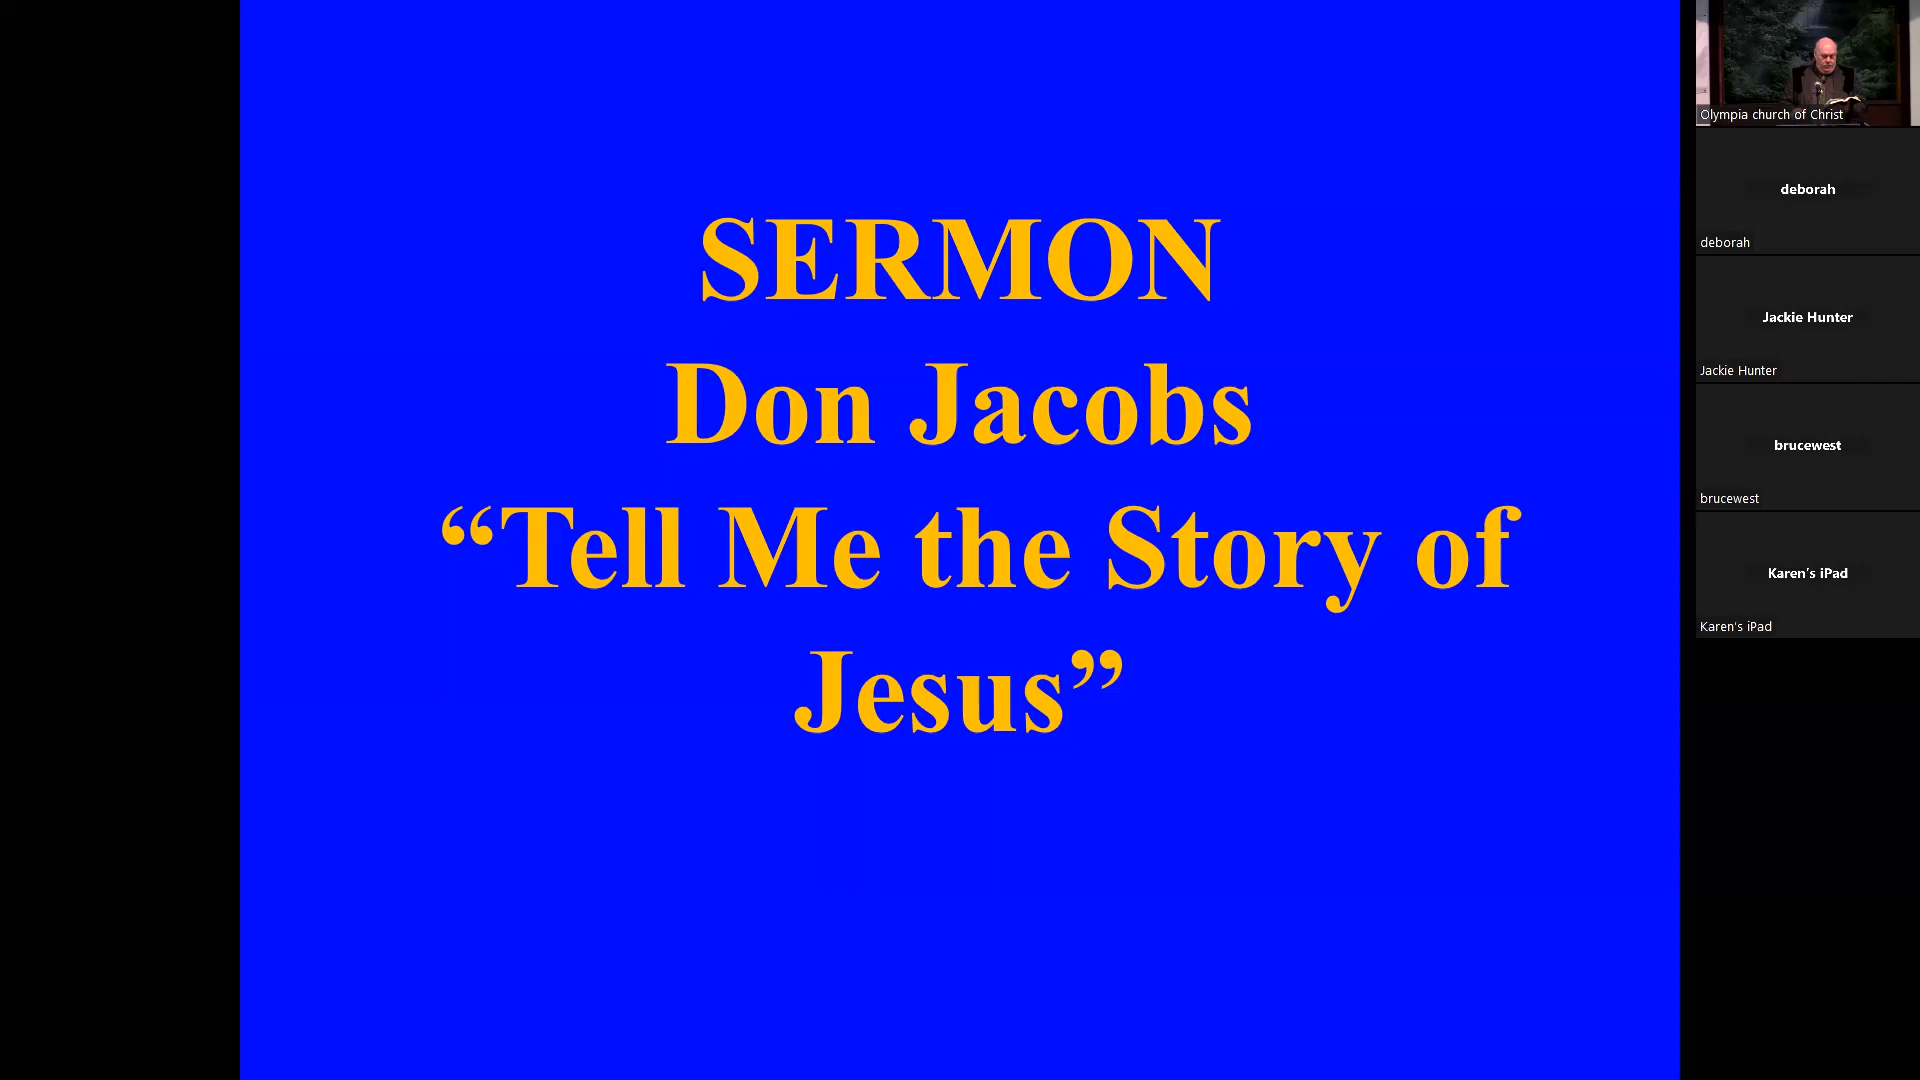 SERMON
Don Jacobs
“Tell Me the Story of
Jesus”
Olympia church of Christ
deborah
deborah
Jackie Hunter
Jackie Hunter
brucewest
brucewest
Karen's iPad
Karen's iPad